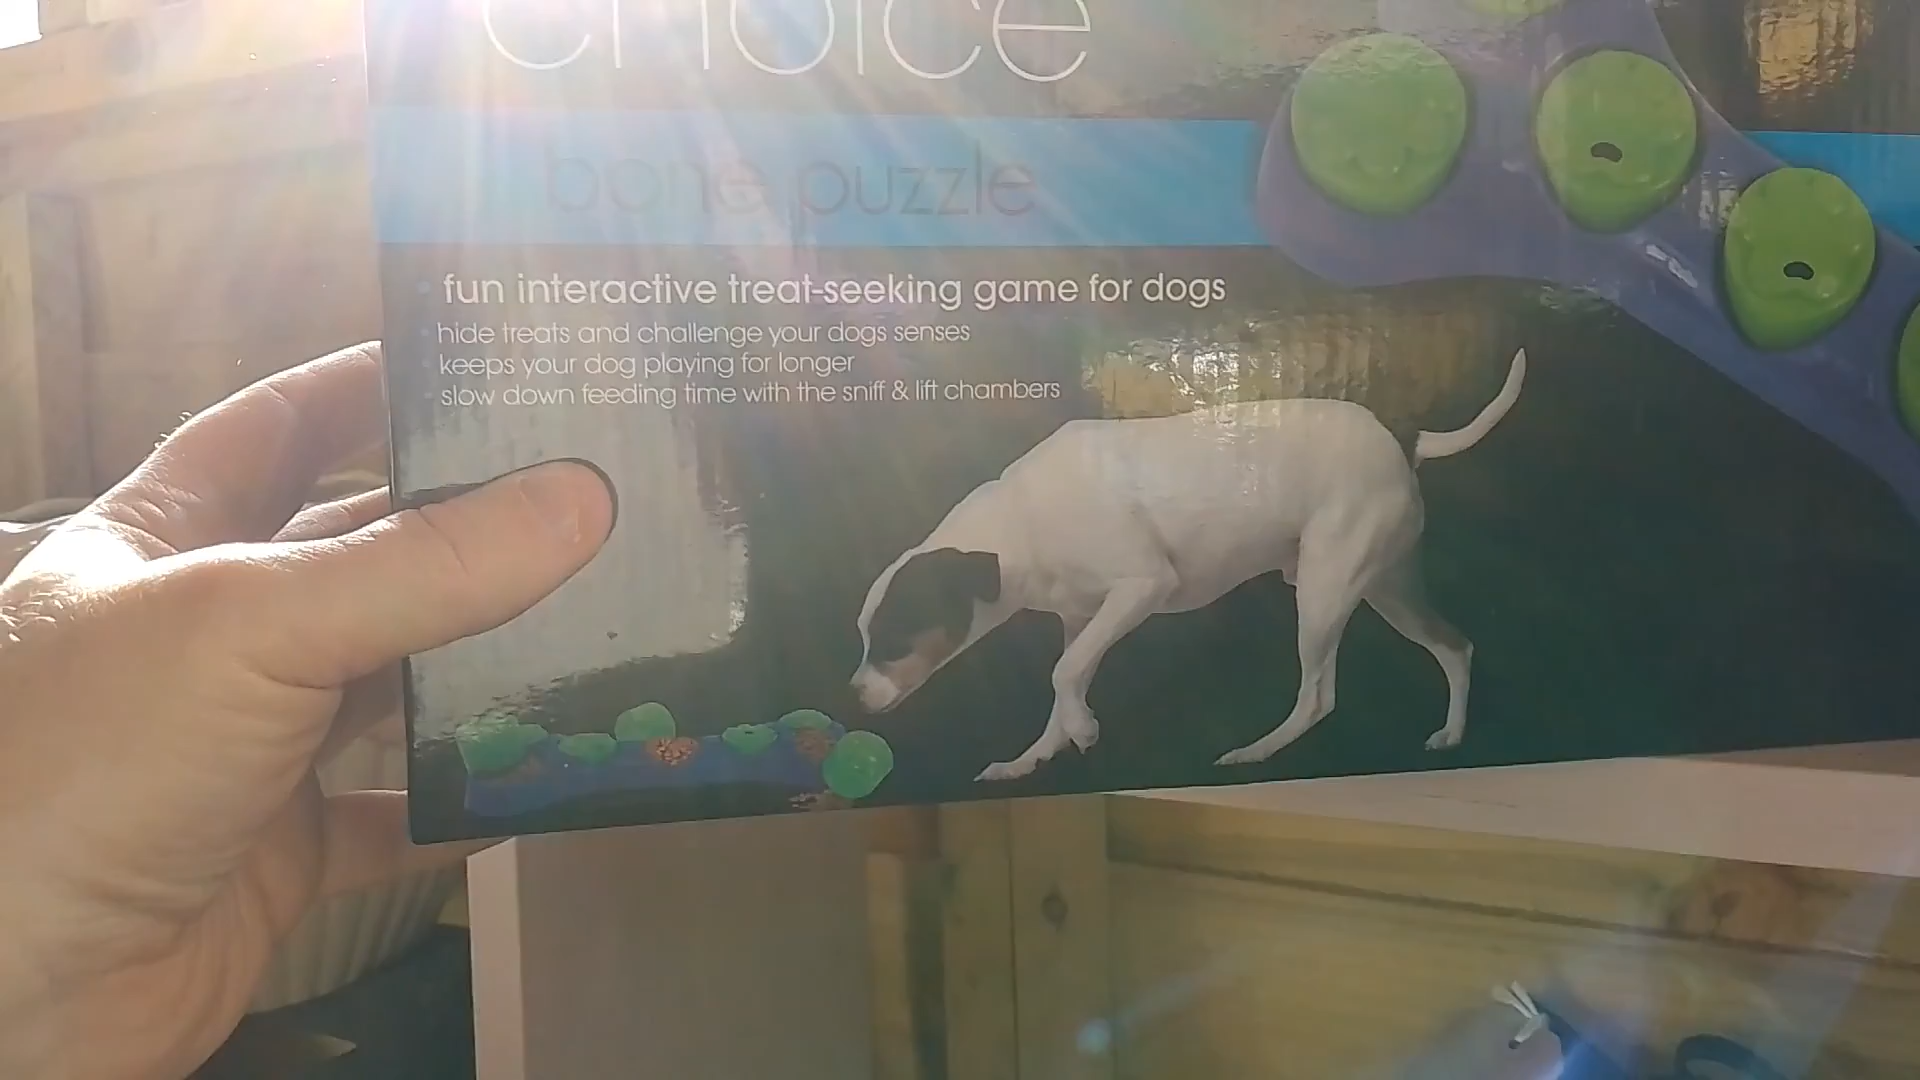 choice
bone puzzle
fun interactive treat-seeking game for dogs
hide treats and challenge your dogs senses
keeps your dog playing for longer
slow down feeding time with the sniff & lift chambers